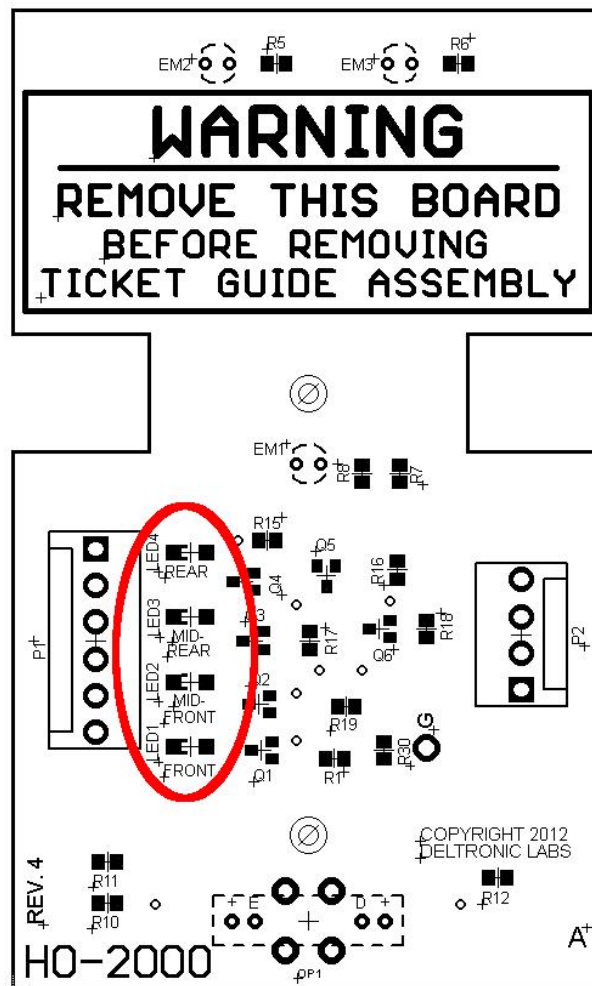 EM2
R5
EM3
R6
WARNING
REMOVE THIS BOARD
BEFORE REMOVING
TICKET GUIDE ASSEMBLY
EM1
R8
R7
LED4
REAR
R15
Q5
Q4
R16
LED3
MID-
REAR
Q3
R17
Q6
R18
P1
P2
LED2
MID-
FRONT
Q2
R19
G
LED1
FRONT
Q1
R1
R30
COPYRIGHT 2012
DELTRONIC LABS
REV. 4
R11
R10
R12
+ E
D +
OP1
HO-2000
A